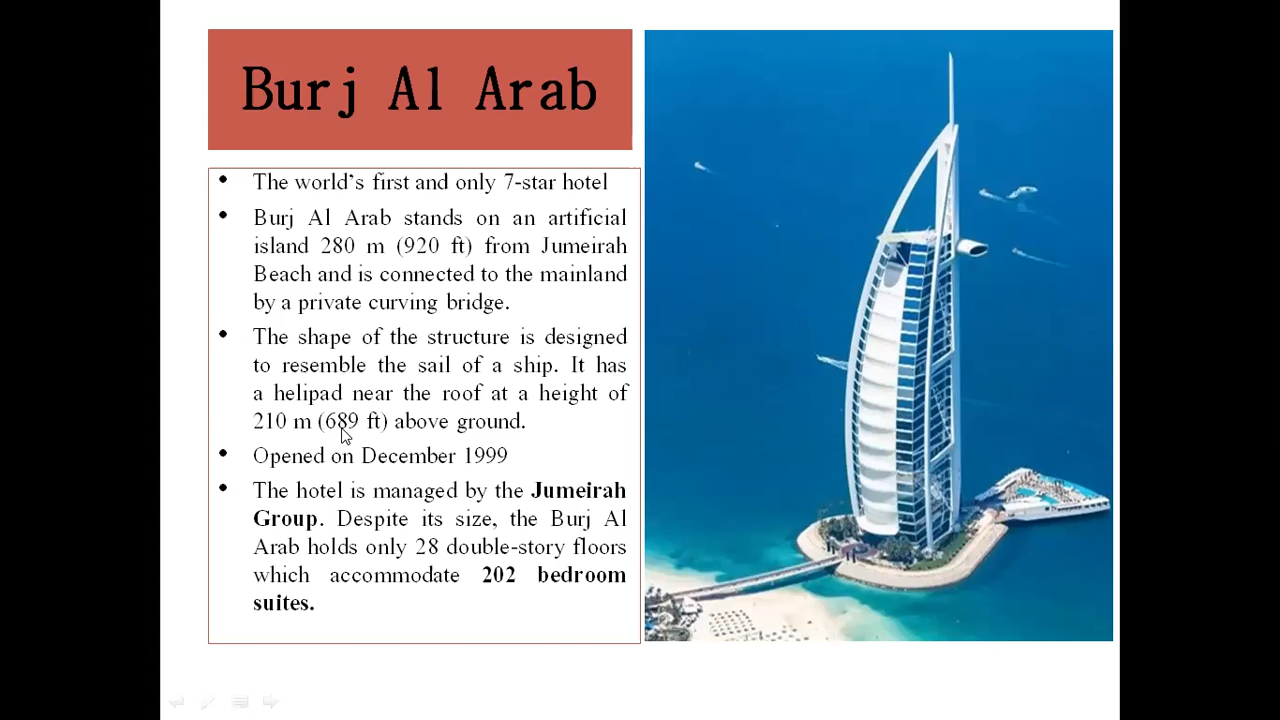 Burj Al Arab
• The world’s first and only 7-star hotel
• Burj Al Arab stands on an artificial
island 280 m (920 ft) from Jumeirah
Beach and is connected to the mainland
by a private curving bridge.
• The shape of the structure is designed
to resemble the sail of a ship. It has
a helipad near the roof at a height of
210 m (689 ft) above ground.
• Opened on December 1999
• The hotel is managed by the Jumeirah
Group. Despite its size, the Burj Al
Arab holds only 28 double-story floors
which accommodate 202 bedroom
suites.